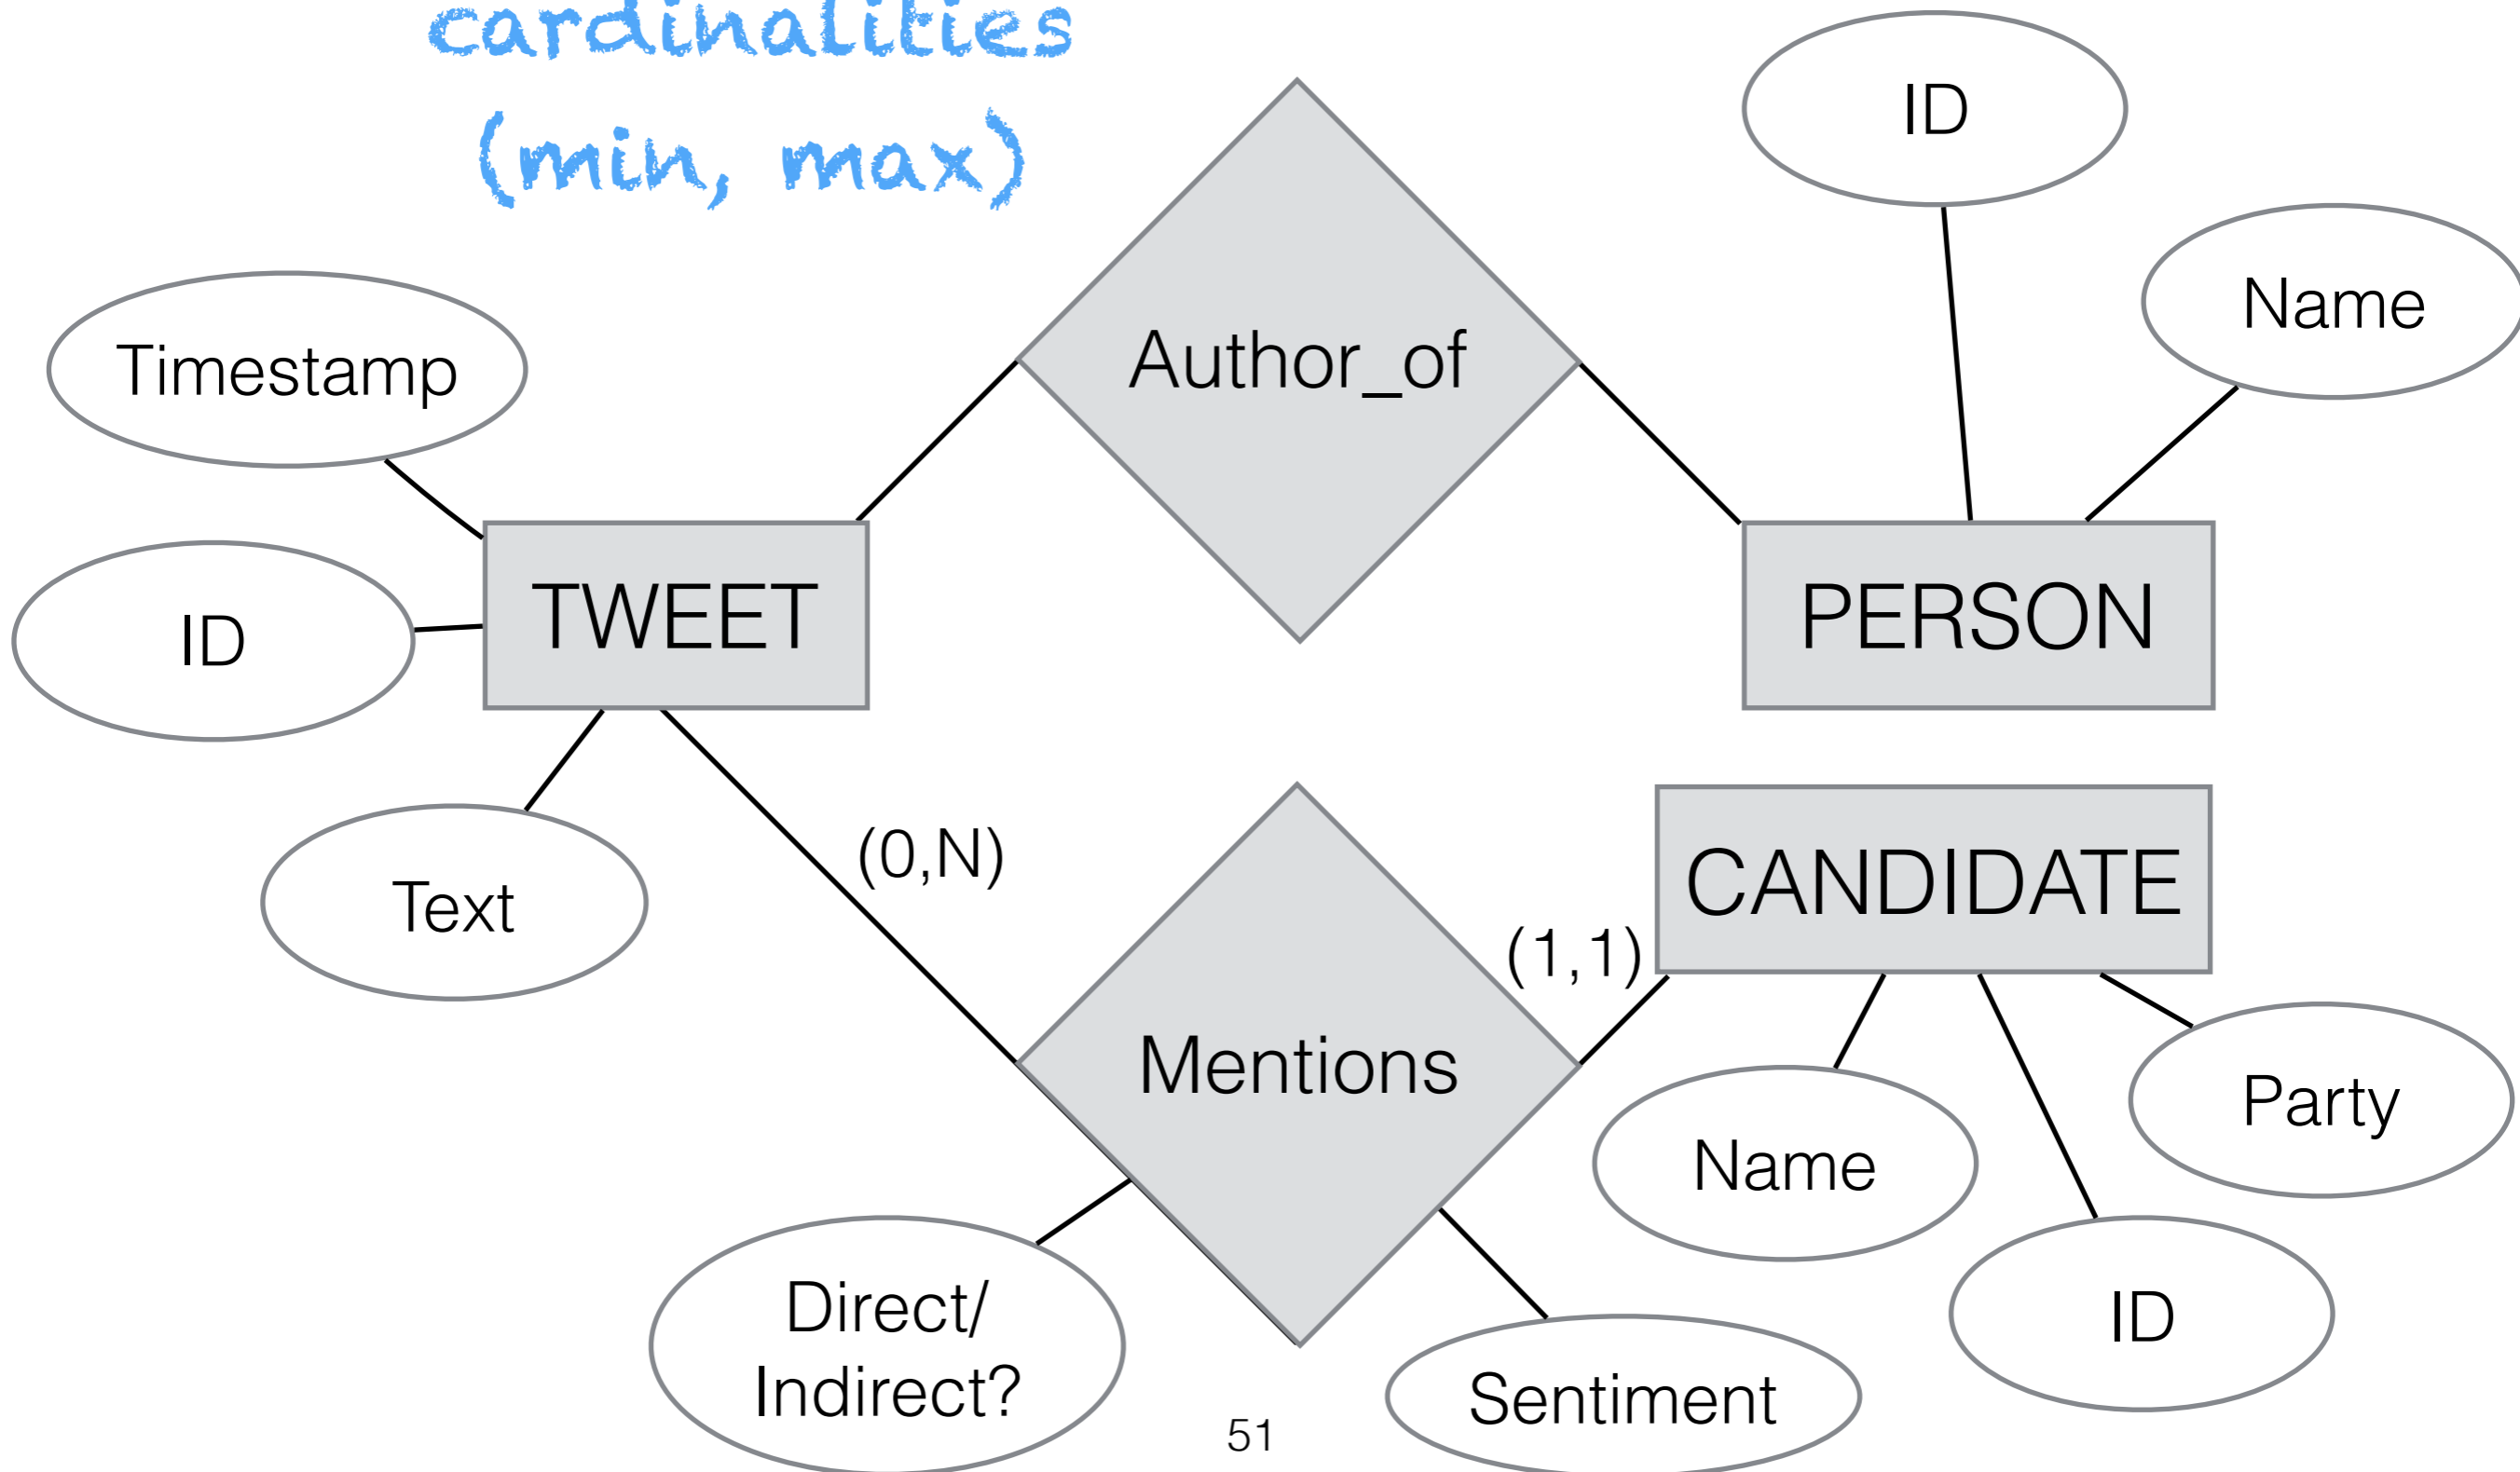 cardinalities
(min, max)
ID
Name
Author_of
Timestamp
TWEET
PERSON
ID
(0,N)
CANDIDATE
Text
(1,1)
Mentions
Party
Name
Direct/
Indirect?
ID
Sentiment
51